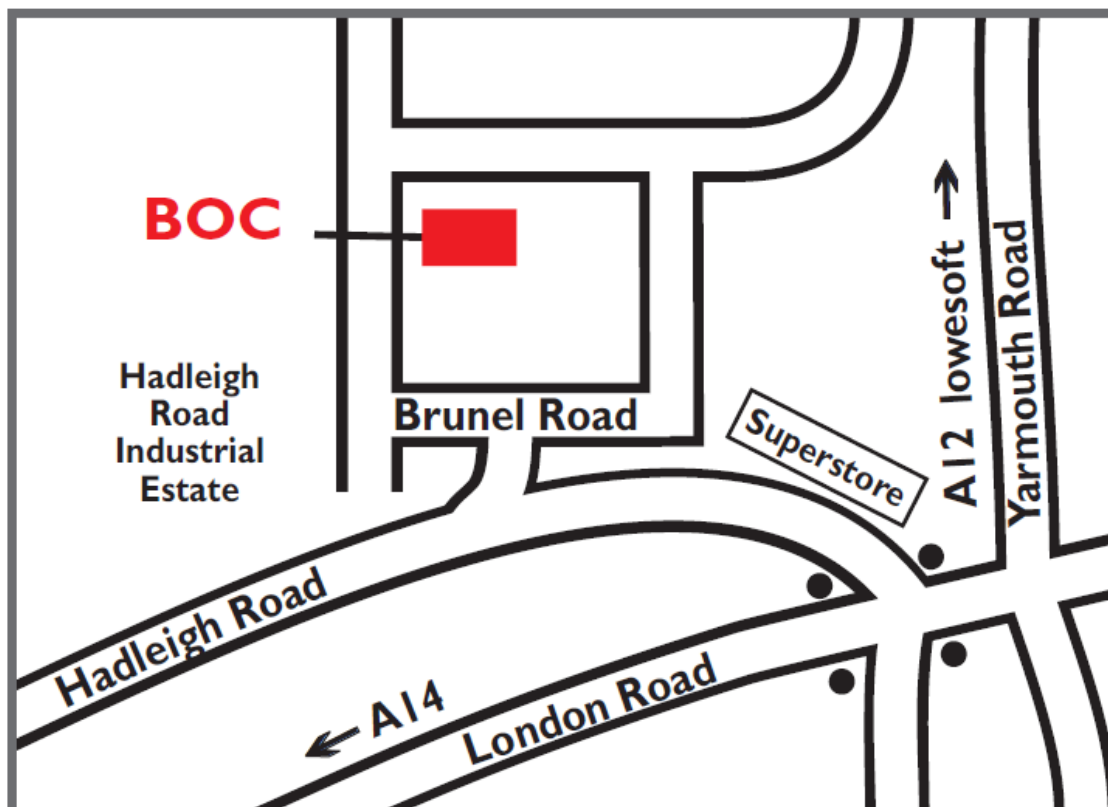 BOC
Hadleigh
Road
Industrial
Estate
Brunel Road
Superstore
A12 lowesoft
Yarmouth Road
Hadleigh Road
A14
London Road